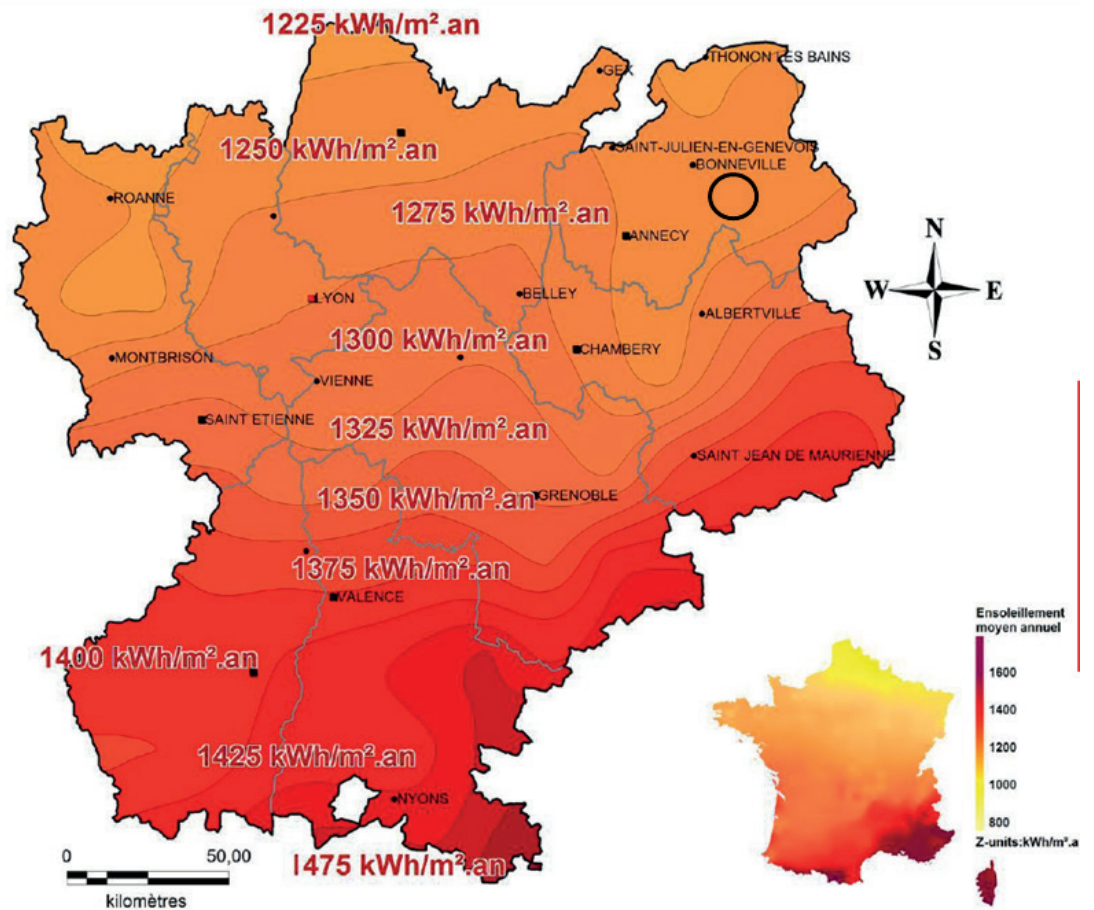 1225 kWh/m².an
THONON LES BAINS
GEX
1250 kWh/m².an
SAINT-JULIEN-EN-GENEVOIS
BONNEVILLE
ROANNE
1275 kWh/m².an
ANNECY
N
W
E
S
LYON
BELLEY
ALBERTVILLE
1300 kWh/m².an
CHAMBERY
MONTBRISON
VIENNE
SAINT ETIENNE
1325 kWh/m².an
SAINT JEAN DE MAURIENNE
1350 kWh/m².an
GRENOBLE
1375 kWh/m².an
VALENCE
1400 kWh/m².an
1425 kWh/m².an
NYONS
1475 kWh/m².an
0 50,00
kilomètres
Ensoleillement
moyen annuel
1600
1400
1200
1000
800
Z-units:kWh/m².a